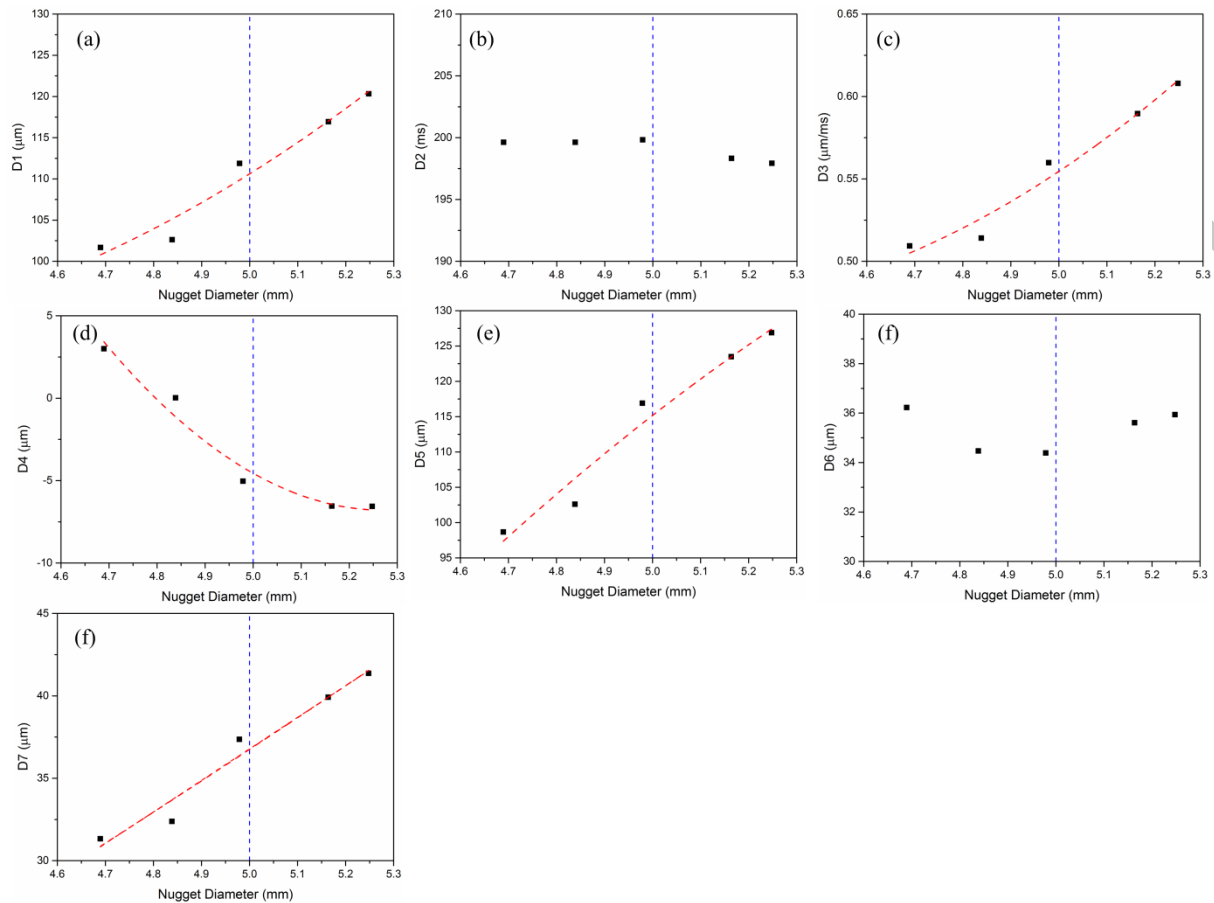 (a)
130
125
120
115
110
105
100
D1 (μm)
4.6 4.7 4.8 4.9 5.0 5.1 5.2 5.3
Nugget Diameter (mm)
(b)
210
205
200
195
190
D2 (ms)
4.6 4.7 4.8 4.9 5.0 5.1 5.2 5.3
Nugget Diameter (mm)
(c)
0.65
0.60
0.55
0.50
D3 (μm/ms)
4.6 4.7 4.8 4.9 5.0 5.1 5.2 5.3
Nugget Diameter (mm)
(d)
5
0
-5
-10
D4 (μm)
4.6 4.7 4.8 4.9 5.0 5.1 5.2 5.3
Nugget Diameter (mm)
(e)
130
125
120
115
110
105
100
95
D5 (μm)
4.6 4.7 4.8 4.9 5.0 5.1 5.2 5.3
Nugget Diameter (mm)
(f)
40
38
36
34
32
30
D6 (μm)
4.6 4.7 4.8 4.9 5.0 5.1 5.2 5.3
Nugget Diameter (mm)
(f)
45
40
35
30
D7 (μm)
4.6 4.7 4.8 4.9 5.0 5.1 5.2 5.3
Nugget Diameter (mm)